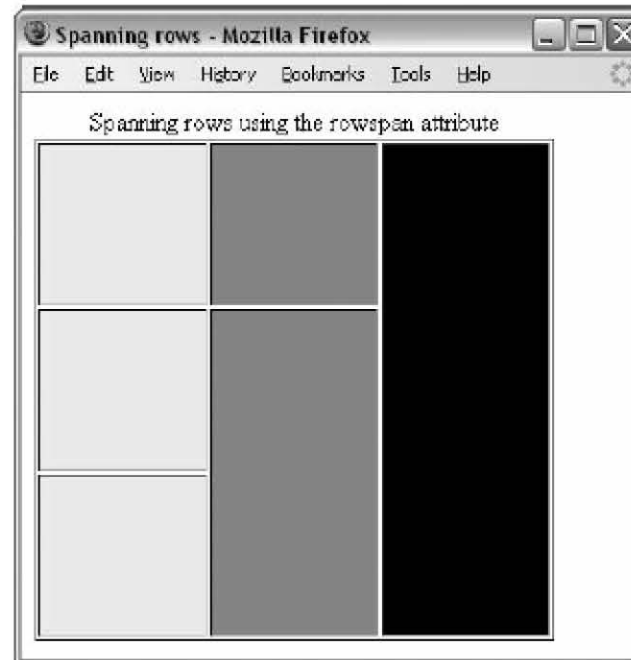 Spanning rows - Mozilla Firefox
File Edit View History Bookmarks Tools Help
Spanning rows using the rowspan attribute